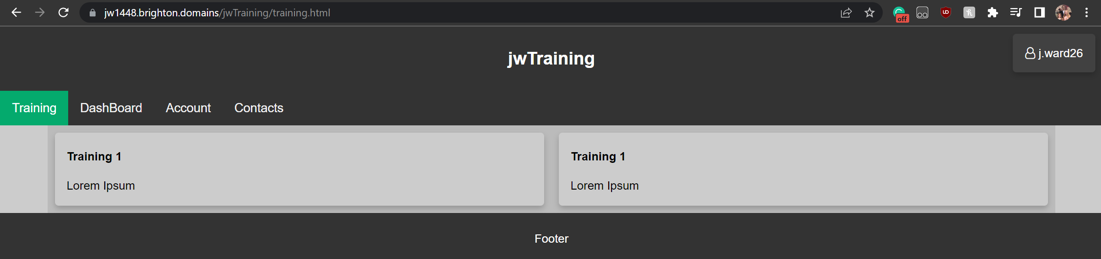 jw1448.brighton.domains/jwTraining/training.html
off
jwTraining
j.ward26
Training DashBoard Account Contacts
Training 1 Training 1
Lorem Ipsum Lorem Ipsum
Footer